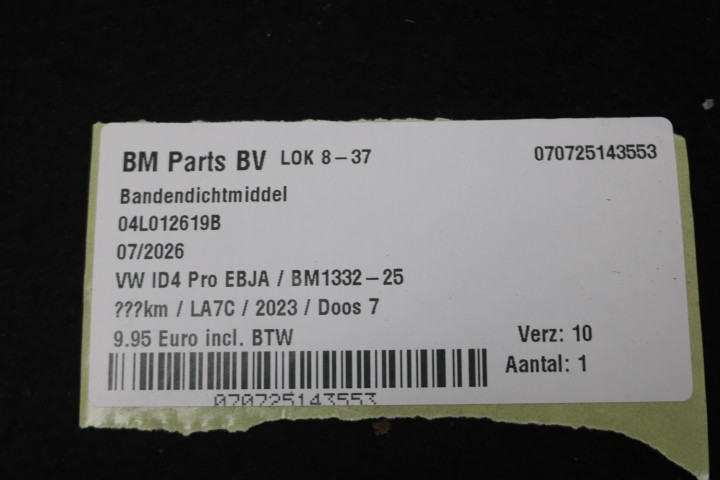 BM Parts BV LOK 8-37 070725143553
Bandendichtmiddel
04L012619B
07/2026
VW ID4 Pro EBJA / BM1332-25
???km / LA7C / 2023 / Doos 7
9.95 Euro incl. BTW Verz: 10
Aantal: 1
070725143553